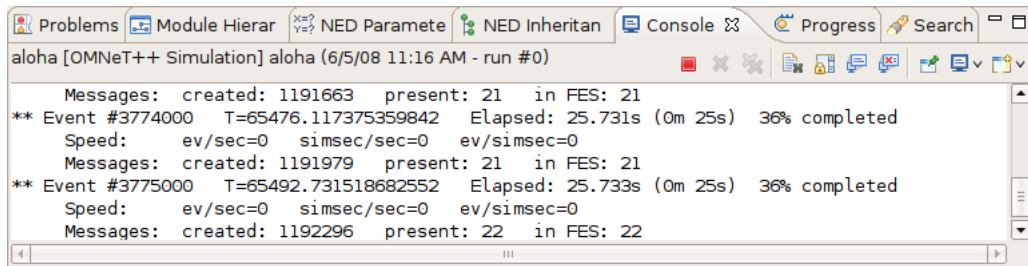 Problems Module Hierar NED Paramete NED Inheritan Console Progress Search
aloha [OMNeT++ Simulation] aloha (6/5/08 11:16 AM - run #0)
Messages: created: 1191663 present: 21 in FES: 21
** Event #3774000 T=65476.117375359842 Elapsed: 25.731s (0m 25s) 36% completed
Speed: ev/sec=0 simsec/sec=0 ev/simsec=0
Messages: created: 1191979 present: 21 in FES: 21
** Event #3775000 T=65492.731518682552 Elapsed: 25.733s (0m 25s) 36% completed
Speed: ev/sec=0 simsec/sec=0 ev/simsec=0
Messages: created: 1192296 present: 22 in FES: 22